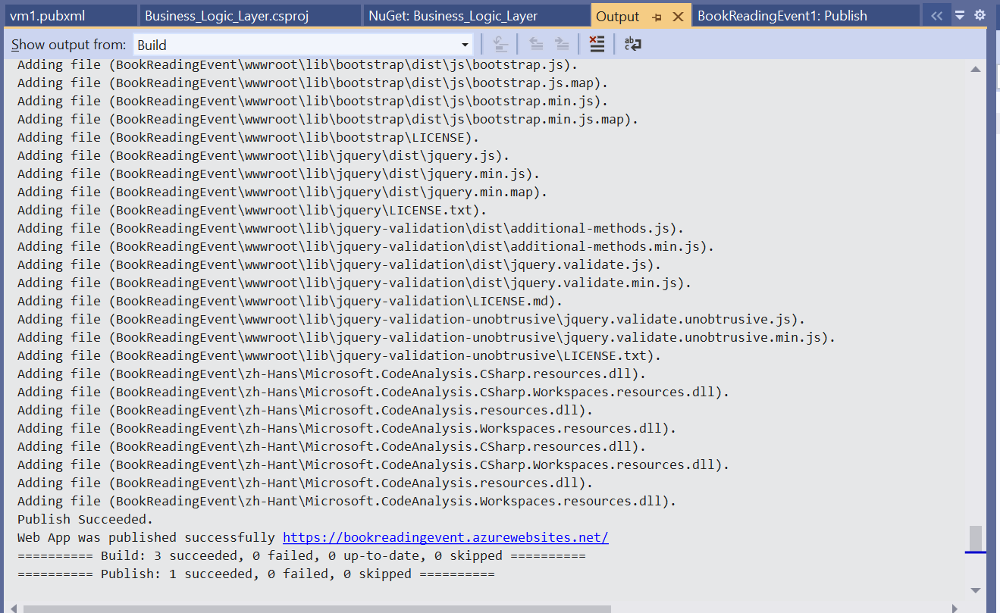 vm1.pubxml
Business_Logic_Layer.csproj
NuGet: Business_Logic_Layer
Output
BookReadingEvent1: Publish
Show output from: Build
Adding file (BookReadingEvent\wwwroot\lib\bootstrap\dist\js\bootstrap.js).
Adding file (BookReadingEvent\wwwroot\lib\bootstrap\dist\js\bootstrap.js.map).
Adding file (BookReadingEvent\wwwroot\lib\bootstrap\dist\js\bootstrap.min.js).
Adding file (BookReadingEvent\wwwroot\lib\bootstrap\dist\js\bootstrap.min.js.map).
Adding file (BookReadingEvent\wwwroot\lib\bootstrap\LICENSE).
Adding file (BookReadingEvent\wwwroot\lib\jquery\dist\jquery.js).
Adding file (BookReadingEvent\wwwroot\lib\jquery\dist\jquery.min.js).
Adding file (BookReadingEvent\wwwroot\lib\jquery\dist\jquery.min.map).
Adding file (BookReadingEvent\wwwroot\lib\jquery\LICENSE.txt).
Adding file (BookReadingEvent\wwwroot\lib\jquery-validation\dist\additional-methods.js).
Adding file (BookReadingEvent\wwwroot\lib\jquery-validation\dist\additional-methods.min.js).
Adding file (BookReadingEvent\wwwroot\lib\jquery-validation\dist\jquery.validate.js).
Adding file (BookReadingEvent\wwwroot\lib\jquery-validation\dist\jquery.validate.min.js).
Adding file (BookReadingEvent\wwwroot\lib\jquery-validation\LICENSE.md).
Adding file (BookReadingEvent\wwwroot\lib\jquery-validation-unobtrusive\jquery.validate.unobtrusive.js).
Adding file (BookReadingEvent\wwwroot\lib\jquery-validation-unobtrusive\jquery.validate.unobtrusive.min.js).
Adding file (BookReadingEvent\wwwroot\lib\jquery-validation-unobtrusive\LICENSE.txt).
Adding file (BookReadingEvent\zh-Hans\Microsoft.CodeAnalysis.CSharp.resources.dll).
Adding file (BookReadingEvent\zh-Hans\Microsoft.CodeAnalysis.CSharp.Workspaces.resources.dll).
Adding file (BookReadingEvent\zh-Hans\Microsoft.CodeAnalysis.resources.dll).
Adding file (BookReadingEvent\zh-Hans\Microsoft.CodeAnalysis.Workspaces.resources.dll).
Adding file (BookReadingEvent\zh-Hant\Microsoft.CodeAnalysis.CSharp.resources.dll).
Adding file (BookReadingEvent\zh-Hant\Microsoft.CodeAnalysis.CSharp.Workspaces.resources.dll).
Adding file (BookReadingEvent\zh-Hant\Microsoft.CodeAnalysis.resources.dll).
Adding file (BookReadingEvent\zh-Hant\Microsoft.CodeAnalysis.Workspaces.resources.dll).
Publish Succeeded.
Web App was published successfully https://bookreadingevent.azurewebsites.net/
========== Build: 3 succeeded, 0 failed, 0 up-to-date, 0 skipped ==========
========== Publish: 1 succeeded, 0 failed, 0 skipped ==========